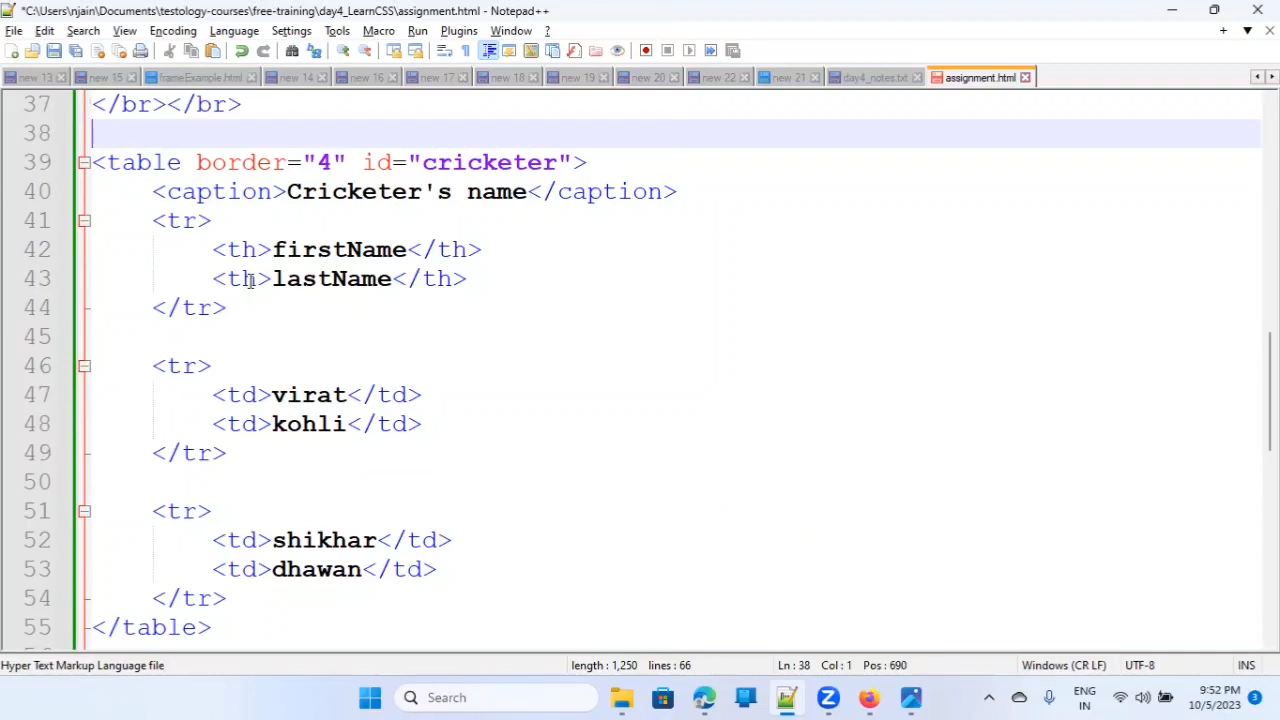 *C:\Users\njain\Documents\testology-courses\free-training\day4_LearnCSS\assignment.html - Notepad++
File Edit Search View Encoding Language Settings Tools Macro Run Plugins Window ?
new 13 new 15 frameExample.html new 14 new 16 new 17 new 18 new 19 new 20 new 22 new 21 day4_notes.txt assignment.html
37 </br></br>
38
39 <table border="4" id="cricketer">
40 <caption>Cricketer's name</caption>
41 <tr>
42 <th>firstName</th>
43 <th>lastName</th>
44 </tr>
45
46 <tr>
47 <td>virat</td>
48 <td>kohli</td>
49 </tr>
50
51 <tr>
52 <td>shikhar</td>
53 <td>dhawan</td>
54 </tr>
55 </table>
Hyper Text Markup Language file length : 1,250 lines : 66 Ln : 38 Col : 1 Pos : 690 Windows (CR LF) UTF-8 INS
Search ENG IN 9:52 PM 10/5/2023 3